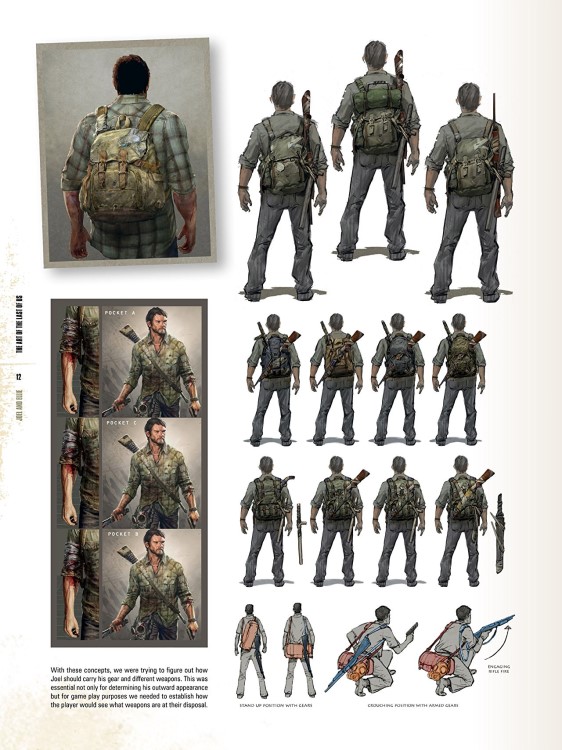 THE ART OF THE LAST OF US
12
JOEL AND ELLIE
POCKET A
POCKET C
POCKET B
With these concepts, we were trying to figure out how
Joel should carry his gear and different weapons. This was
essential not only for determining his outward appearance
but for game play purposes we needed to establish how
the player would see what weapons are at their disposal.
STAND UP POSITION WITH GEARS
CROUCHING POSITION WITH ARMED GEARS
ENGAGING
RIFLE FIRE